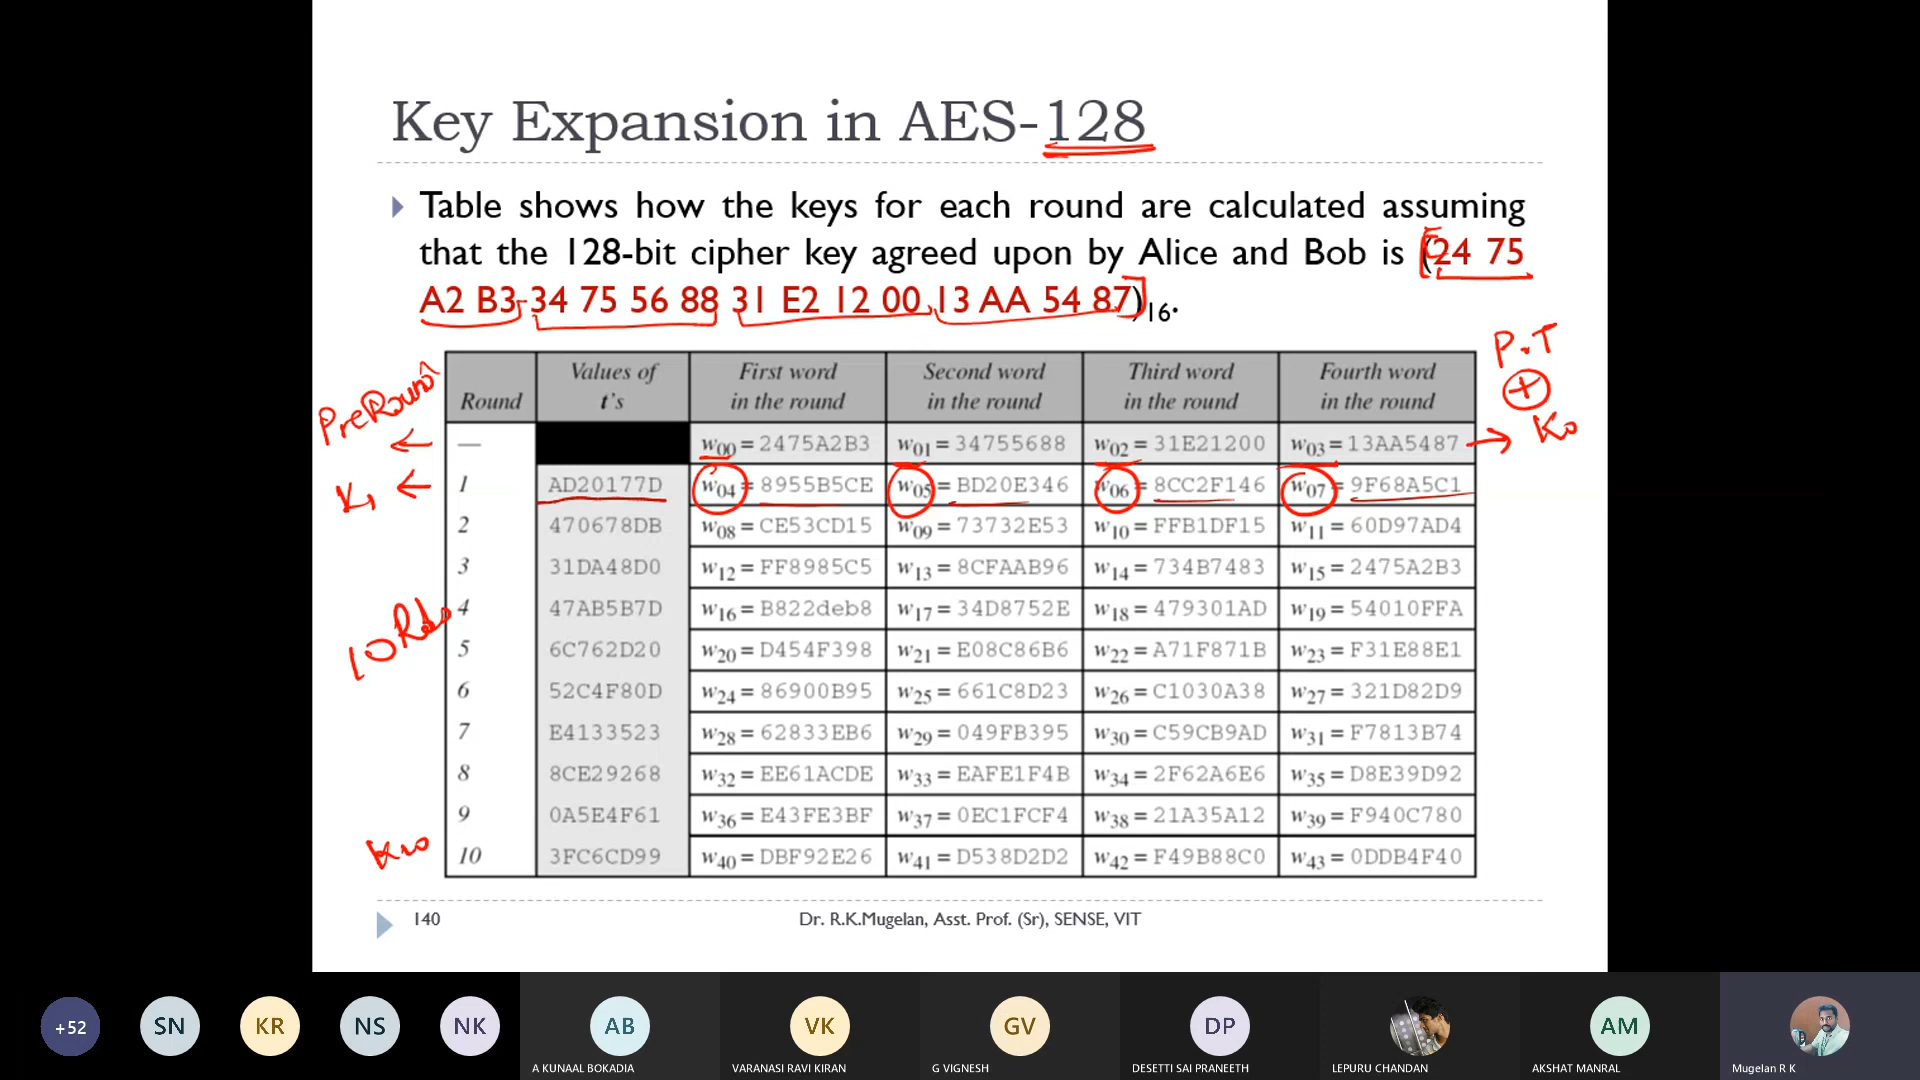 Key Expansion in AES-128
Table shows how the keys for each round are calculated assuming
that the 128-bit cipher key agreed upon by Alice and Bob is (24 75
A2 B3 34 75 56 88 31 E2 12 00 13 AA 54 87)16.
P.T
+
K0
PreRound
K1
10 Rds
K10
Round Values of t's First word in the round Second word in the round Third word in the round Fourth word in the round
— w00 = 2475A2B3 w01 = 34755688 w02 = 31E21200 w03 = 13AA5487
1 AD20177D w04 = 8955B5CE w05 = BD20E346 w06 = 8CC2F146 w07 = 9F68A5C1
2 470678DB w08 = CE53CD15 w09 = 73732E53 w10 = FFB1DF15 w11 = 60D97AD4
3 31DA48D0 w12 = FF8985C5 w13 = 8CFAAB96 w14 = 734B7483 w15 = 2475A2B3
4 47AB5B7D w16 = B822deb8 w17 = 34D8752E w18 = 479301AD w19 = 54010FFA
5 6C762D20 w20 = D454F398 w21 = E08C86B6 w22 = A71F871B w23 = F31E88E1
6 52C4F80D w24 = 86900B95 w25 = 661C8D23 w26 = C1030A38 w27 = 321D82D9
7 E4133523 w28 = 62833EB6 w29 = 049FB395 w30 = C59CB9AD w31 = F7813B74
8 8CE29268 w32 = EE61ACDE w33 = EAFE1F4B w34 = 2F62A6E6 w35 = D8E39D92
9 0A5E4F61 w36 = E43FE3BF w37 = 0EC1FCF4 w38 = 21A35A12 w39 = F940C780
10 3FC6CD99 w40 = DBF92E26 w41 = D538D2D2 w42 = F49B88C0 w43 = 0DDB4F40
140 Dr. R.K.Mugelan, Asst. Prof. (Sr), SENSE, VIT
+52 SN KR NS NK AB VK GV DP AM
A KUNAAL BOKADIA VARANASI RAVI KIRAN G VIGNESH DESETTI SAI PRANEETH LEPURU CHANDAN AKSHAT MANRAL Mugelan R K